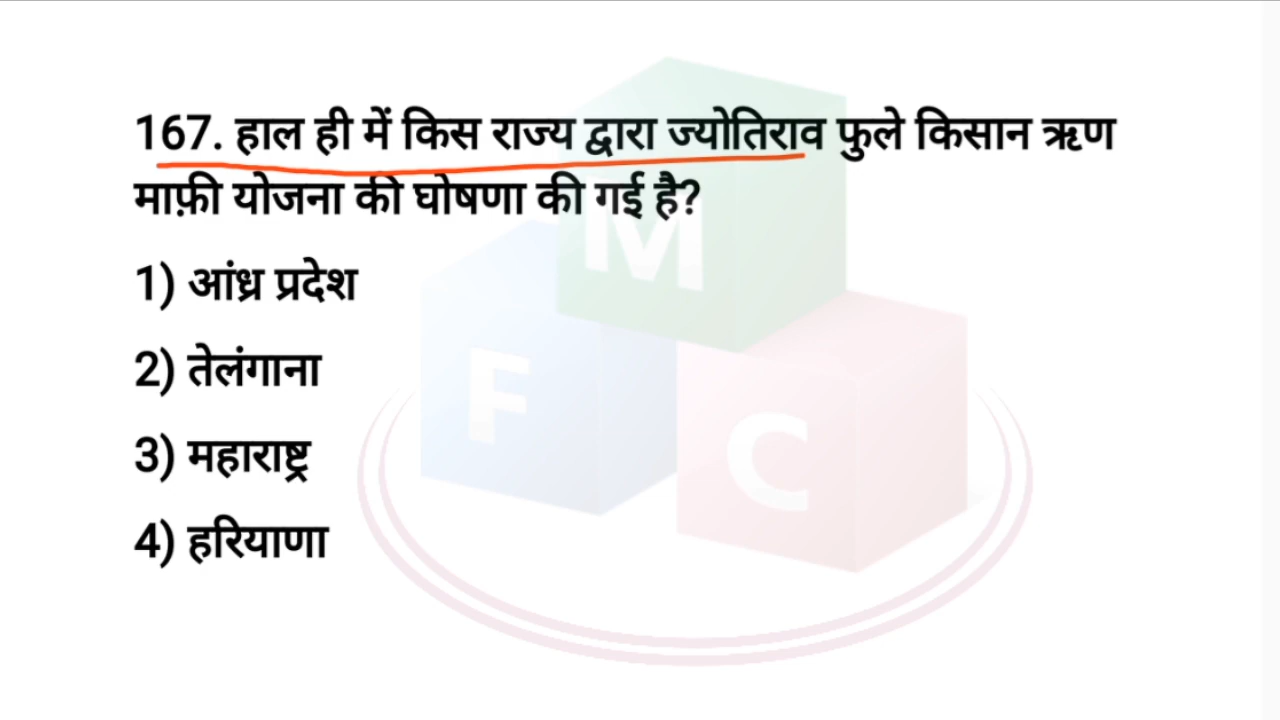 167. हाल ही में किस राज्य द्वारा ज्योतिराव फुले किसान ऋण
माफ़ी योजना की घोषणा की गई है?
1) आंध्र प्रदेश
2) तेलंगाना
3) महाराष्ट्र
4) हरियाणा
M
F
C